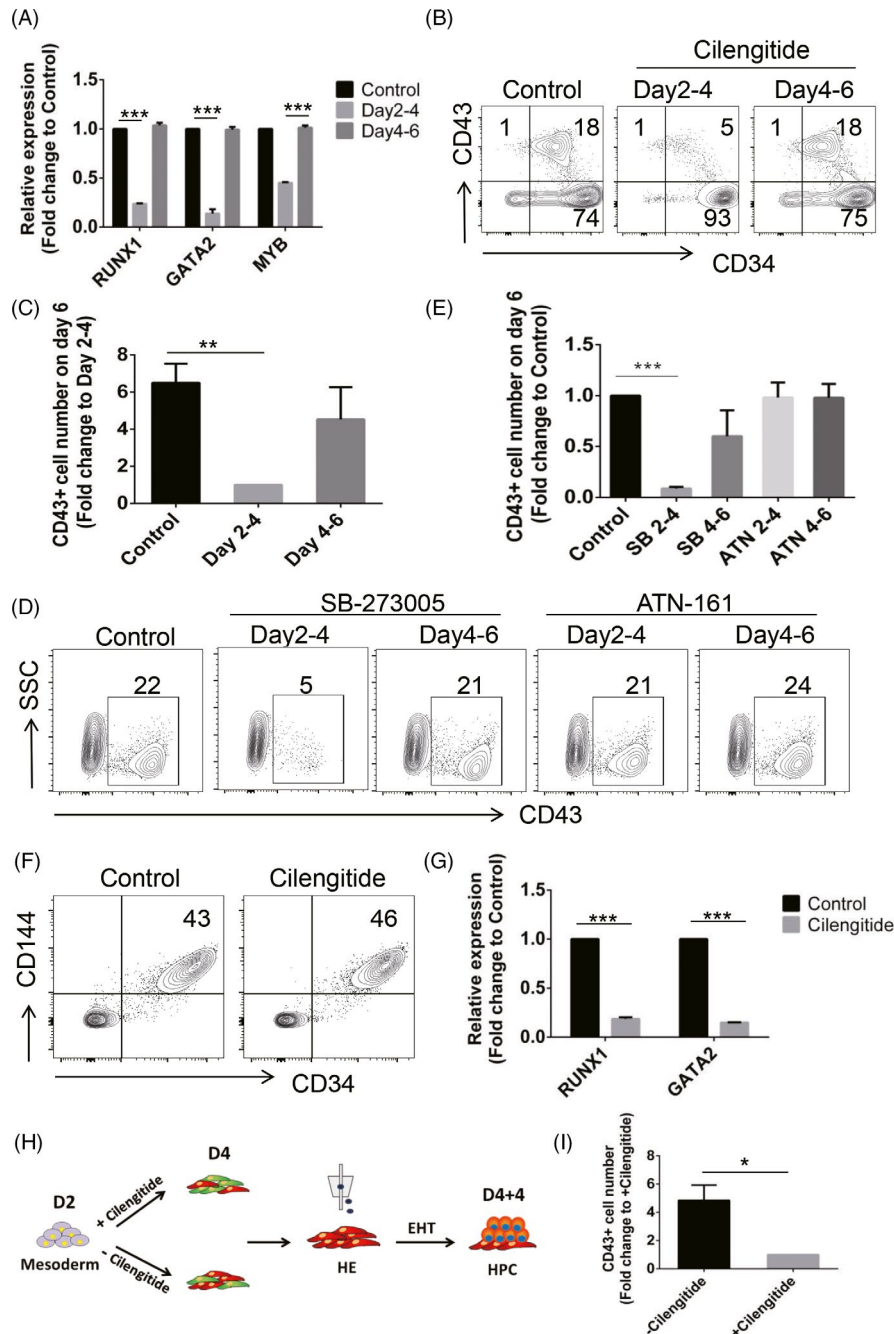 (A)
Relative expression
(Fold change to Control)
1.5
1.0
0.5
0.0
***
***
***
Control
Day2-4
Day4-6
RUNX1
GATA2
MYB
(B)
Cilengitide
Control
Day2-4
Day4-6
CD43
1
18
74
1
5
93
1
18
75
CD34
(C)
CD43+ cell number on day 6
(Fold change to Day 2-4)
8
6
4
2
0
**
Control
Day 2-4
Day 4-6
(E)
CD43+ cell number on day 6
(Fold change to Control)
1.5
1.0
0.5
0.0
***
Control
SB 2-4
SB 4-6
ATN 2-4
ATN 4-6
(D)
SB-273005
ATN-161
Control
Day2-4
Day4-6
Day2-4
Day4-6
SSC
22
5
21
21
24
CD43
(F)
Control
Cilengitide
CD144
43
46
CD34
(G)
Relative expression
(Fold change to Control)
1.5
1.0
0.5
0.0
***
***
Control
Cilengitide
RUNX1
GATA2
(H)
D2
Mesoderm
+ Cilengitide
- Cilengitide
D4
HE
EHT
D4+4
HPC
(I)
CD43+ cell number
(Fold change to +Cilengitide)
8
6
4
2
0
*
-Cilengitide
+Cilengitide